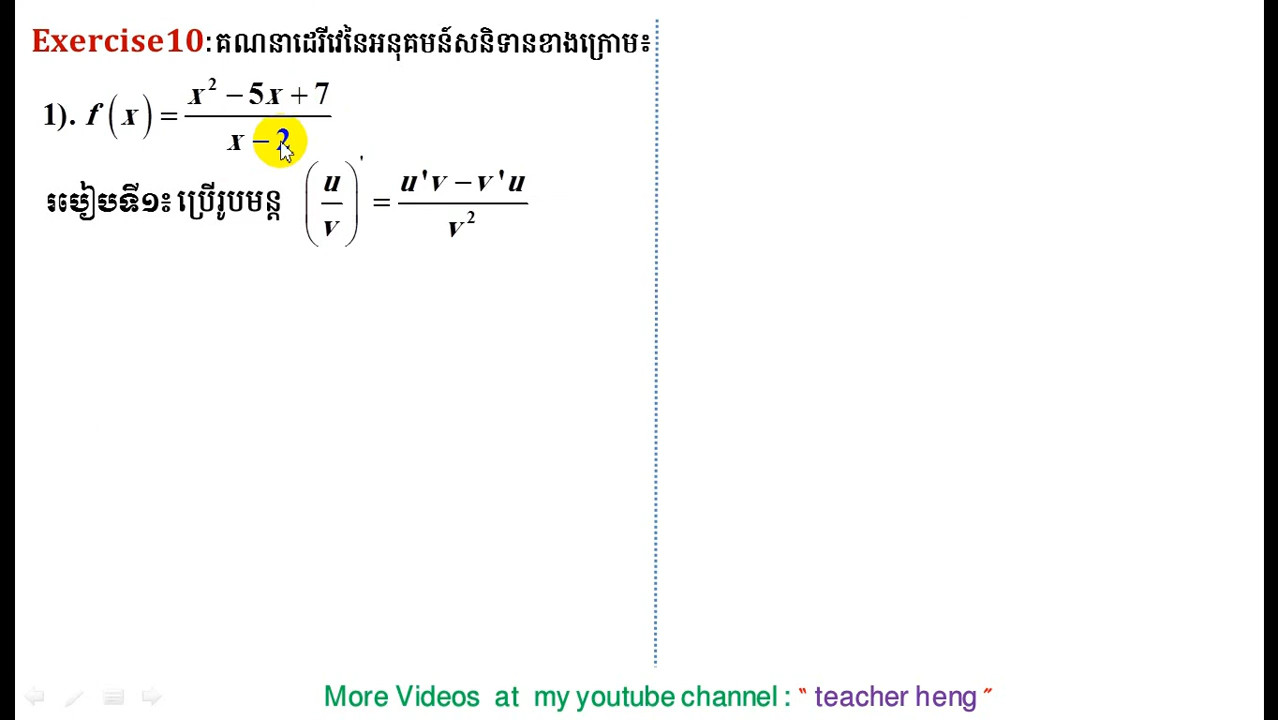 Exercise10:គណនាដេរីវេនៃអនុគមន៍សនិទានខាងក្រោម៖
1). f(x) = (x² − 5x + 7) / (x − 2)
របៀបទី១៖ ប្រើរូបមន្ត (u/v)' = (u'v − v'u) / v²
More Videos at my youtube channel : “ teacher heng ”